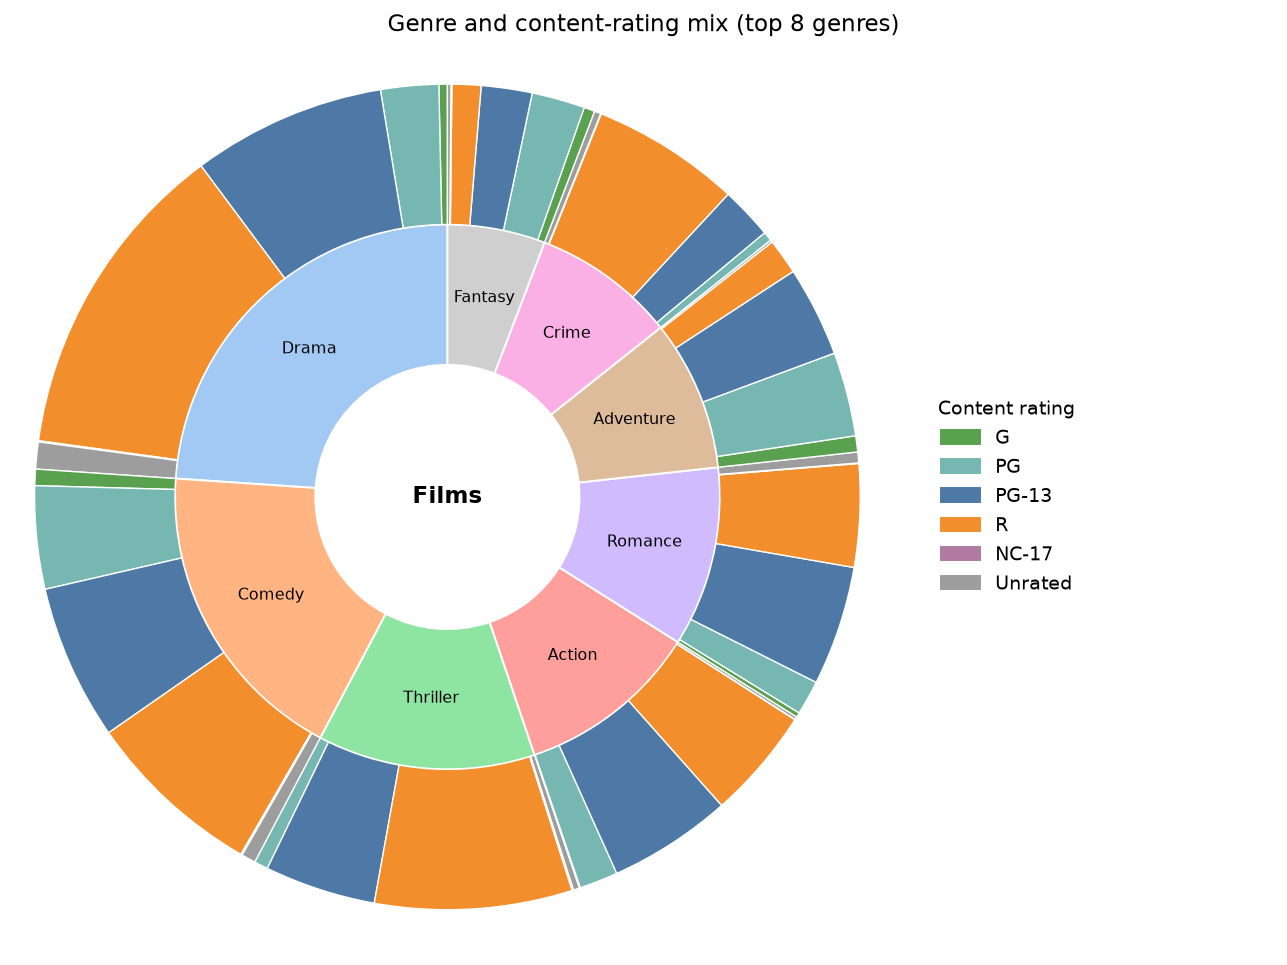 Genre and content-rating mix (top 8 genres)
Fantasy
Crime
Drama
Adventure
Films
Romance
Comedy
Action
Thriller
Content rating
G
PG
PG-13
R
NC-17
Unrated